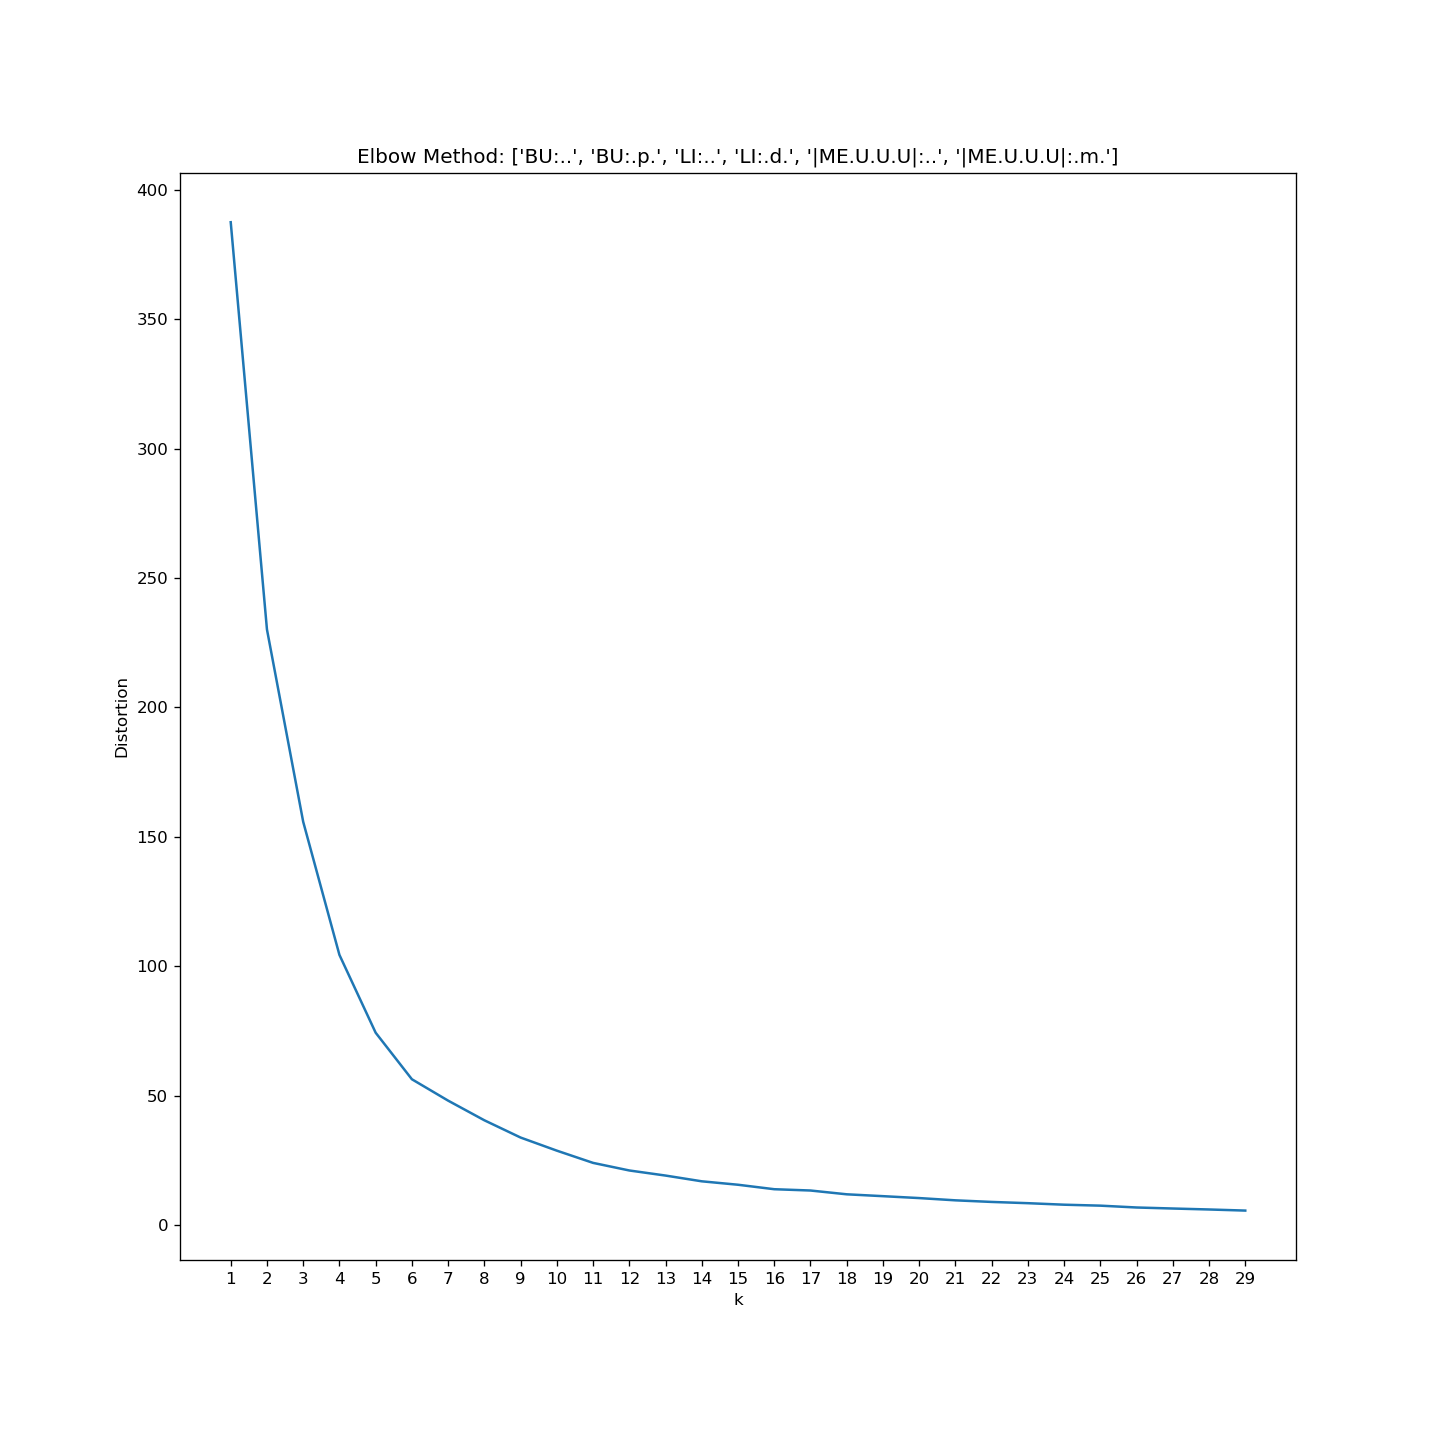 Elbow Method: ['BU:..', 'BU:.p.', 'LI:..', 'LI:.d.', '|ME.U.U.U|:..', '|ME.U.U.U|:.m.']
400
350
300
250
200
150
100
50
0
Distortion
1 2 3 4 5 6 7 8 9 10 11 12 13 14 15 16 17 18 19 20 21 22 23 24 25 26 27 28 29
k